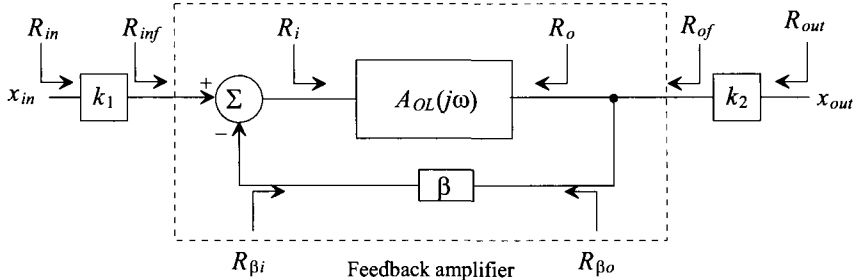 R_in R_inf R_i R_o R_of R_out
x_in k_1 + Σ − A_OL(jω) k_2 x_out
β
R_βi R_βo
Feedback amplifier